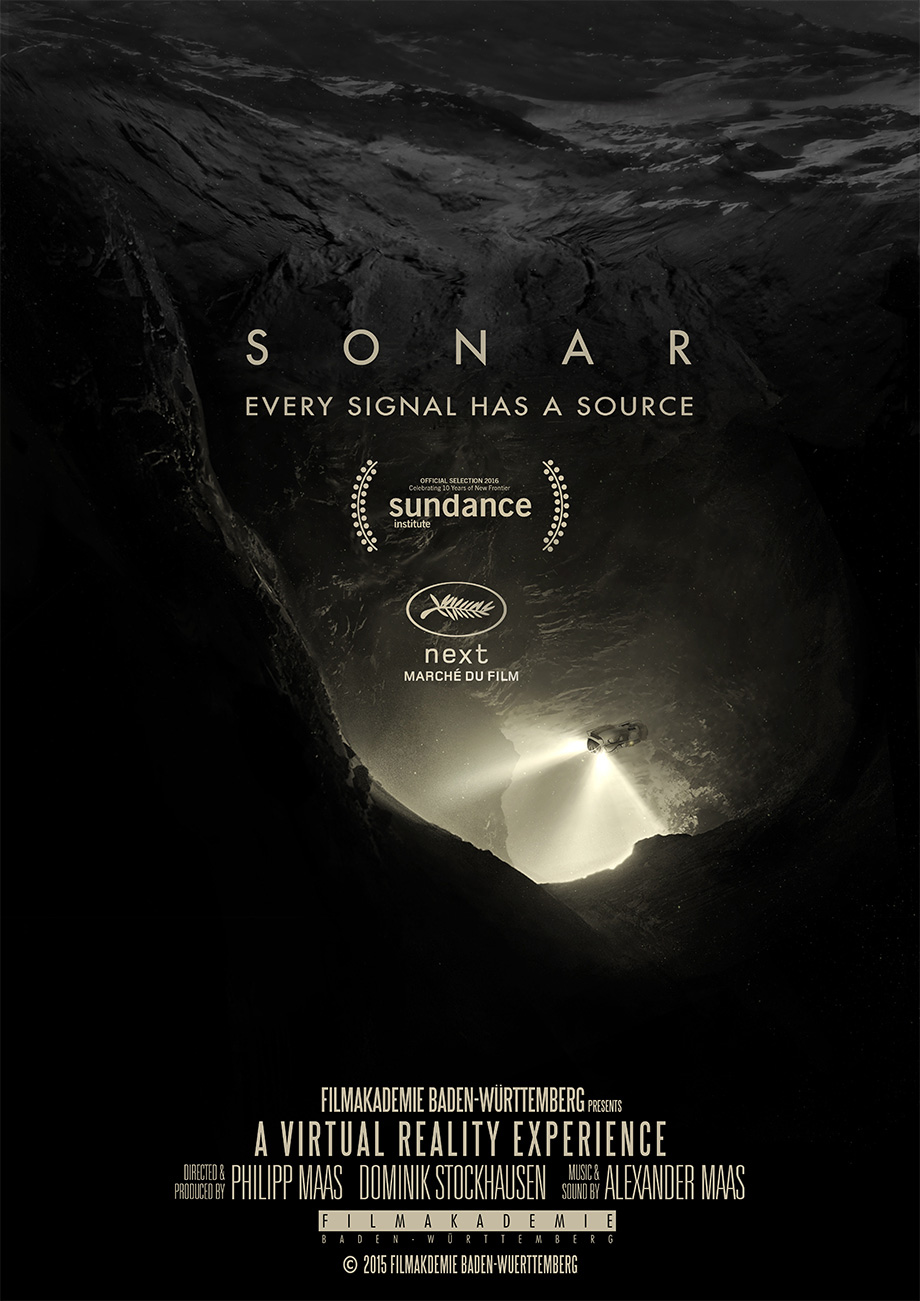 SONAR
EVERY SIGNAL HAS A SOURCE
OFFICIAL SELECTION 2016
Celebrating 10 Years of New Frontier
sundance
institute
next
MARCHÉ DU FILM
FILMAKADEMIE BADEN-WÜRTTEMBERG PRESENTS
A VIRTUAL REALITY EXPERIENCE
DIRECTED & PRODUCED BY PHILIPP MAAS DOMINIK STOCKHAUSEN MUSIC & SOUND BY ALEXANDER MAAS
FILMAKADEMIE
BADEN-WÜRTTEMBERG
© 2015 FILMAKDEMIE BADEN-WUERTTEMBERG